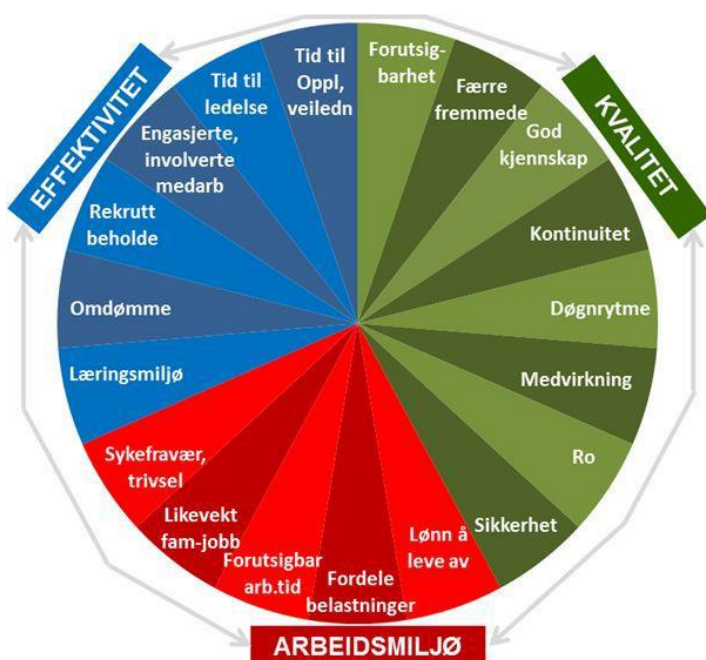 EFFEKTIVITET
KVALITET
ARBEIDSMILJØ
Forutsig-
barhet
Færre
fremmede
God
kjennskap
Kontinuitet
Døgnrytme
Medvirkning
Ro
Sikkerhet
Lønn å
leve av
Fordele
belastninger
Forutsigbar
arb.tid
Likevekt
fam-jobb
Sykefravær,
trivsel
Læringsmiljø
Omdømme
Rekrutt
beholde
Engasjerte,
involverte
medarb
Tid til
ledelse
Tid til
Oppl,
veiledn